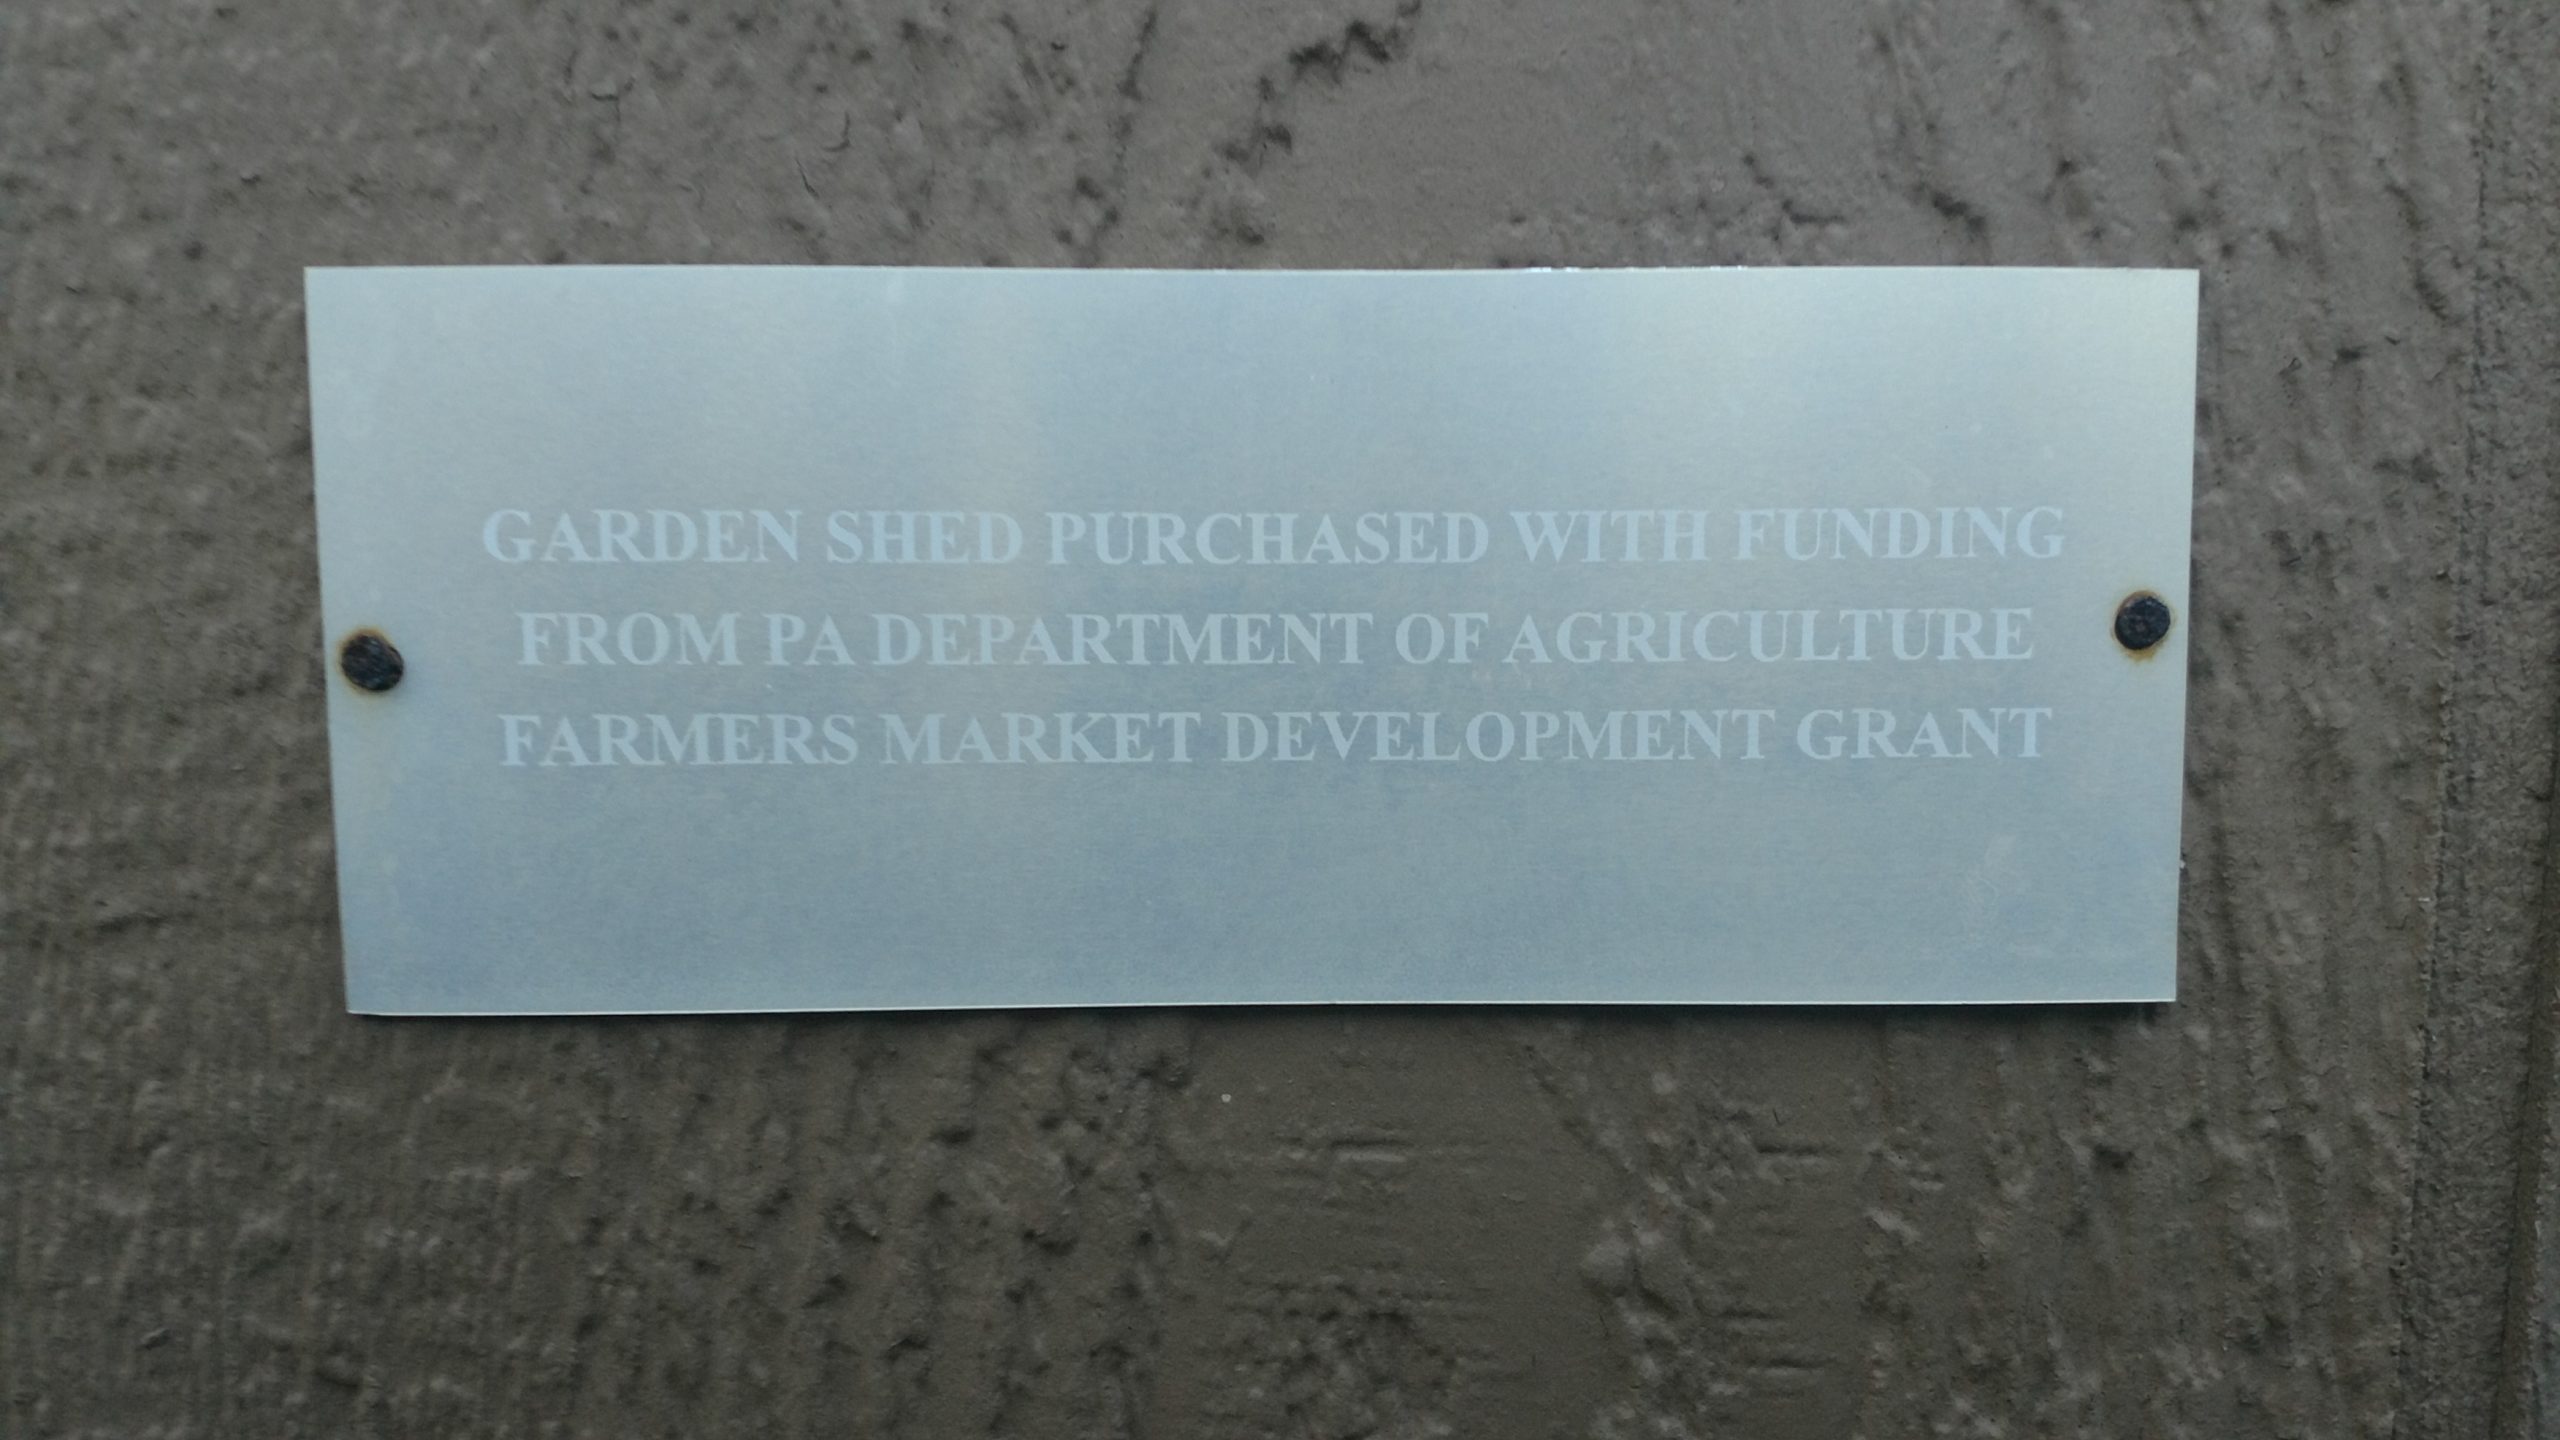 GARDEN SHED PURCHASED WITH FUNDING
FROM PA DEPARTMENT OF AGRICULTURE
FARMERS MARKET DEVELOPMENT GRANT